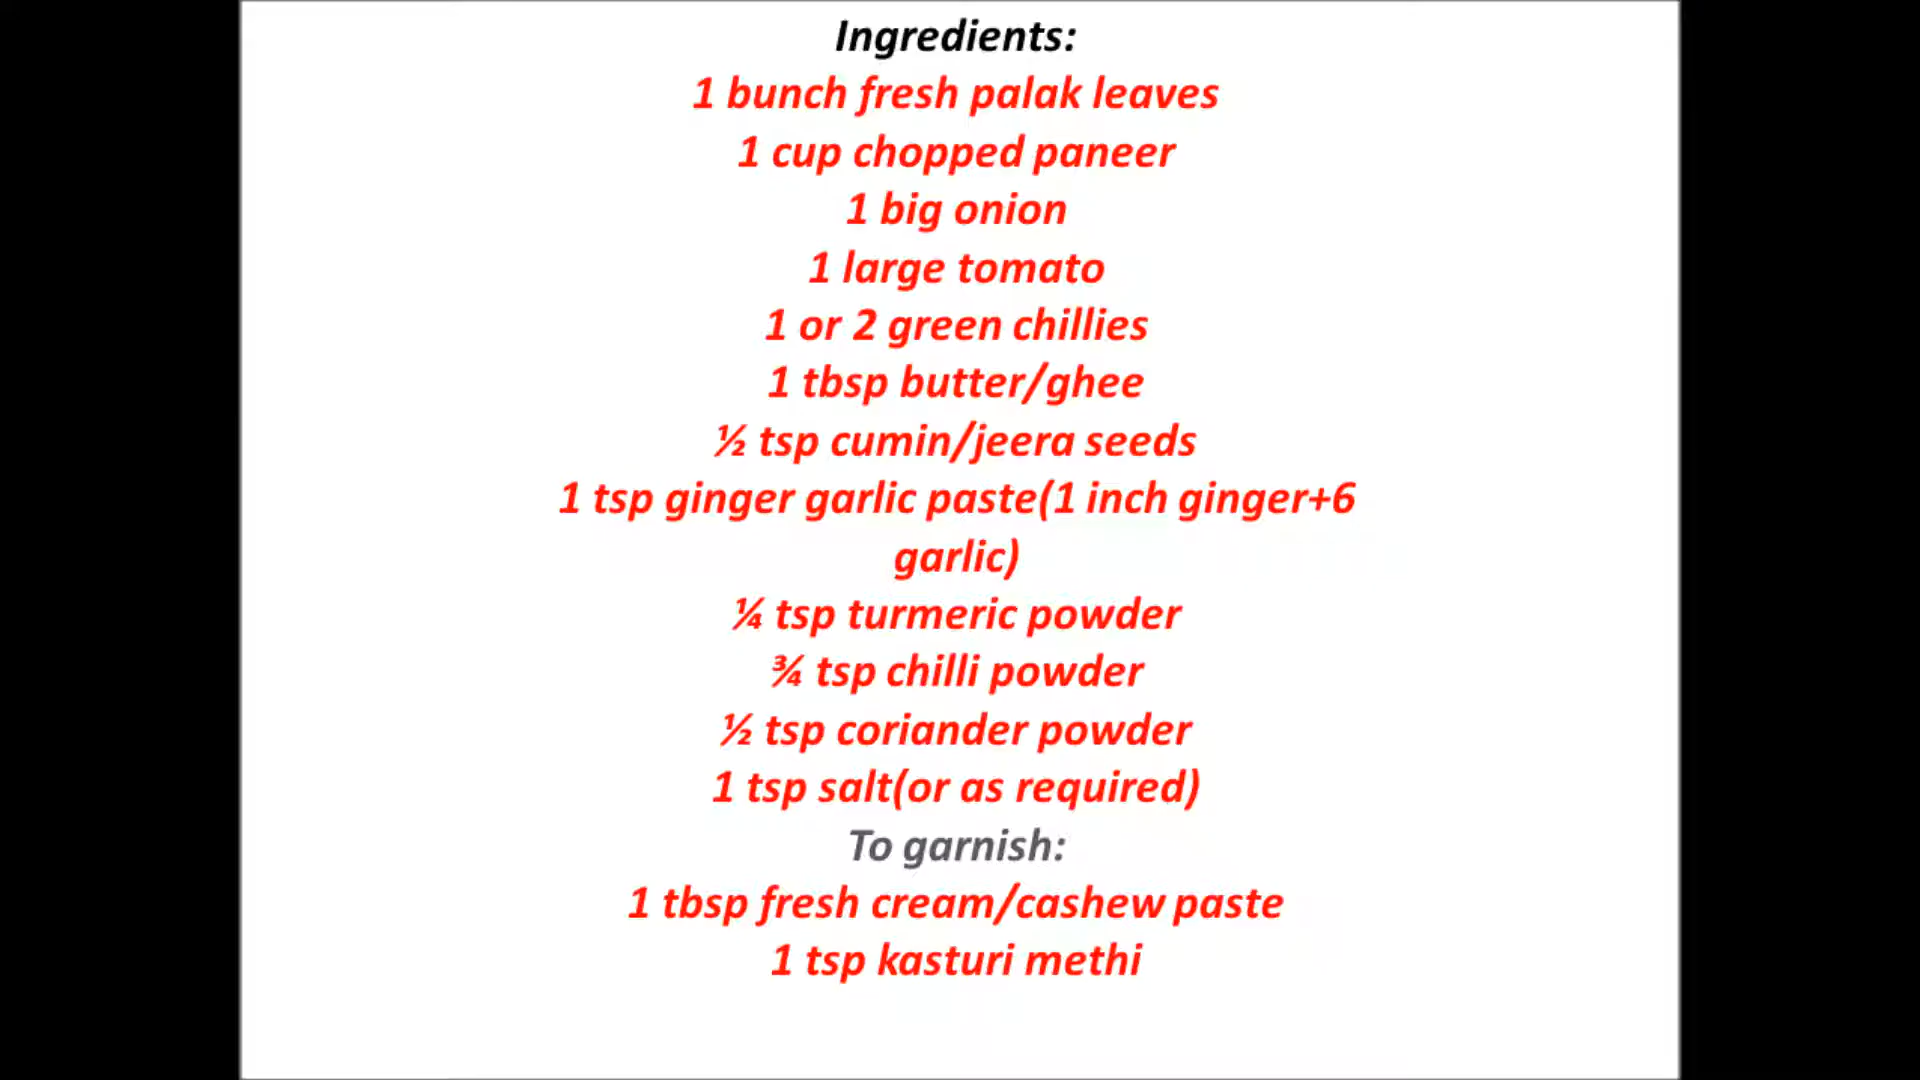 Ingredients:
1 bunch fresh palak leaves
1 cup chopped paneer
1 big onion
1 large tomato
1 or 2 green chillies
1 tbsp butter/ghee
½ tsp cumin/jeera seeds
1 tsp ginger garlic paste(1 inch ginger+6
garlic)
¼ tsp turmeric powder
¾ tsp chilli powder
½ tsp coriander powder
1 tsp salt(or as required)
To garnish:
1 tbsp fresh cream/cashew paste
1 tsp kasturi methi